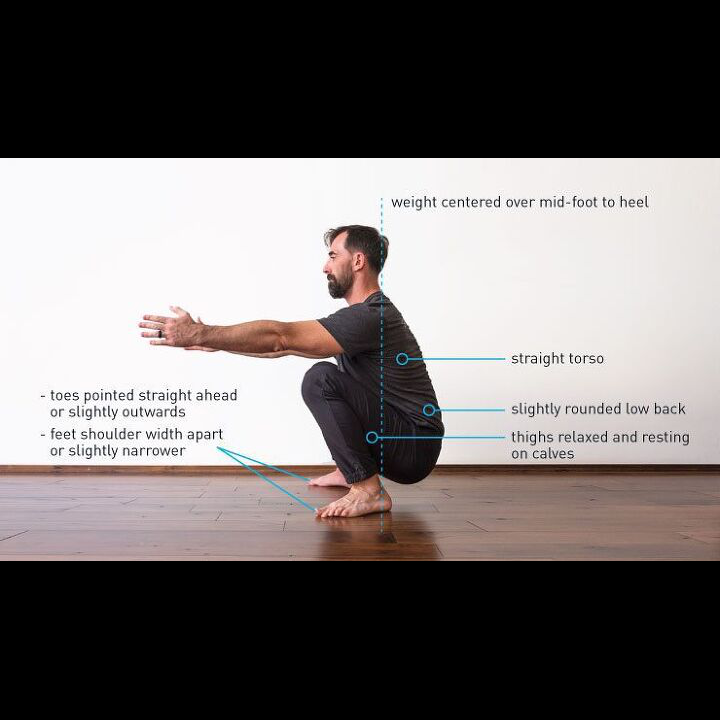 weight centered over mid-foot to heel
straight torso
- toes pointed straight ahead
or slightly outwards
slightly rounded low back
- feet shoulder width apart
or slightly narrower
thighs relaxed and resting
on calves